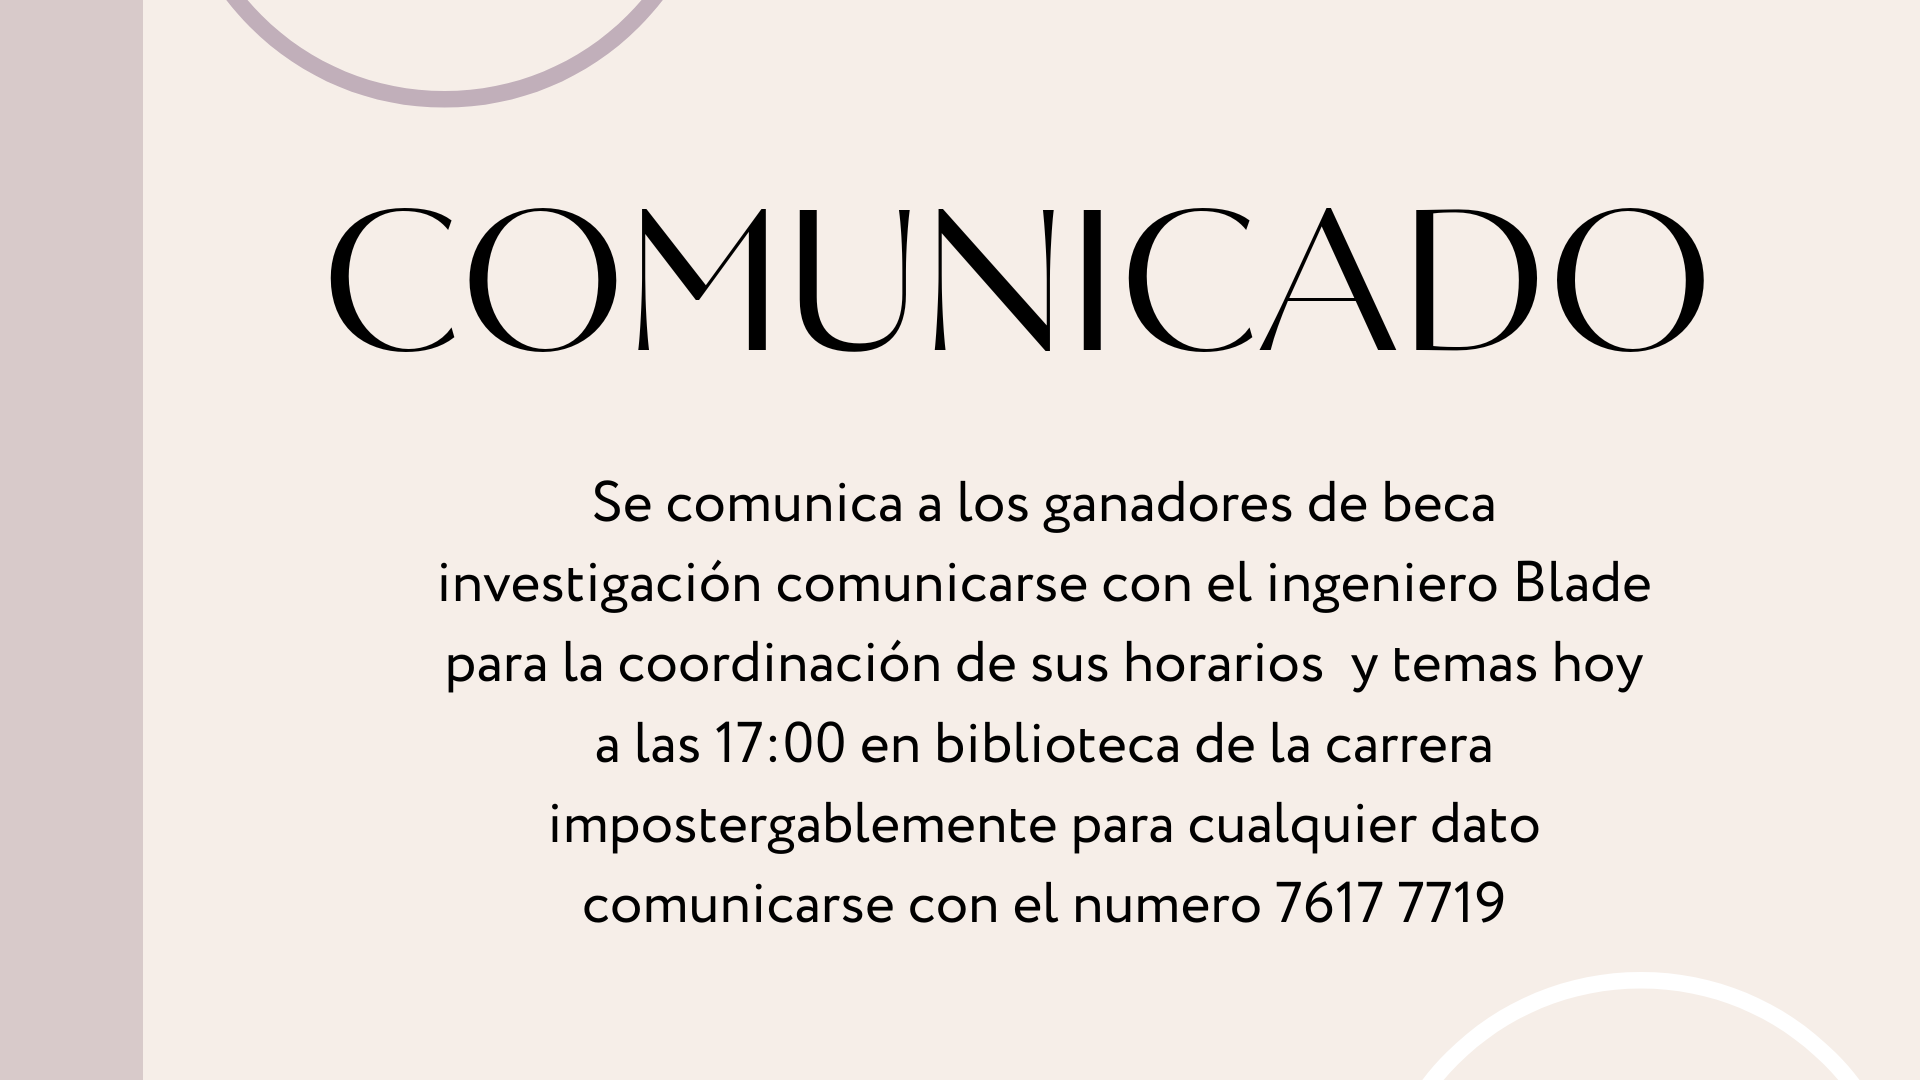 COMUNICADO
Se comunica a los ganadores de beca
investigación comunicarse con el ingeniero Blade
para la coordinación de sus horarios  y temas hoy
a las 17:00 en biblioteca de la carrera
impostergablemente para cualquier dato
comunicarse con el numero 7617 7719